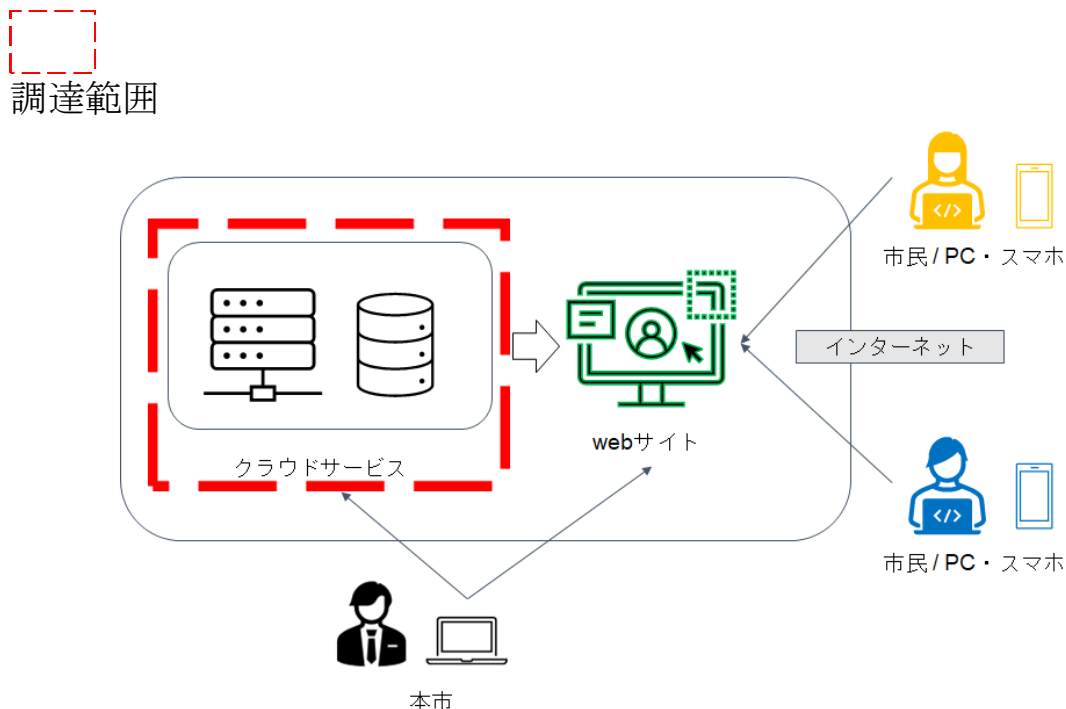 調達範囲
市民/PC・スマホ
インターネット
webサイト
クラウドサービス
市民/PC・スマホ
本市